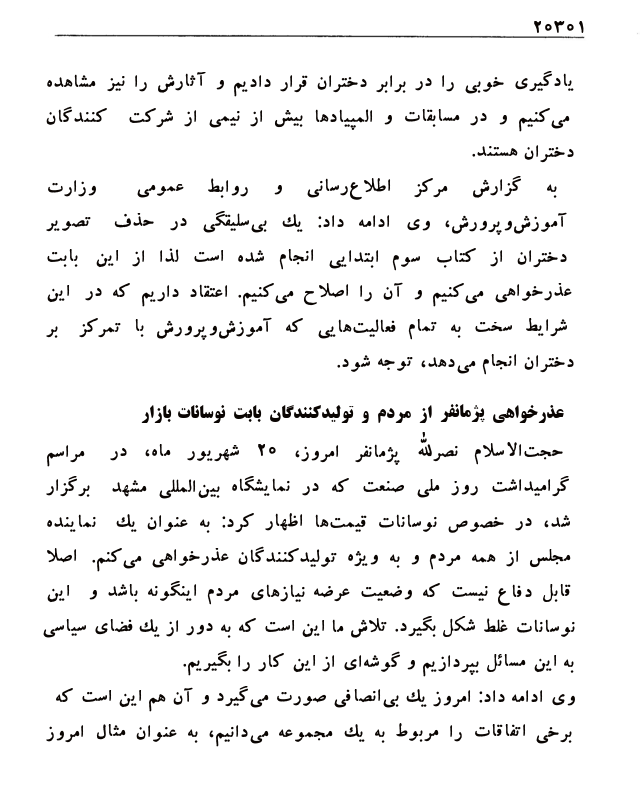 ۲۰۳۰۱
یادگیری خوبی را در برابر دختران قرار دادیم و آثارش را نیز مشاهده
می‌کنیم و در مسابقات و المپیادها بیش از نیمی از شرکت کنندگان
دختران هستند.
به گزارش مرکز اطلاع‌رسانی و روابط عمومی وزارت
آموزش‌وپرورش، وی ادامه داد: یك بی‌سلیقگی در حذف تصویر
دختران از کتاب سوم ابتدایی انجام شده است لذا از این بابت
عذرخواهی می‌کنیم و آن را اصلاح می‌کنیم. اعتقاد داریم که در این
شرایط سخت به تمام فعالیت‌هایی که آموزش‌وپرورش با تمرکز بر
دختران انجام می‌دهد، توجه شود.
عذرخواهی پژمانفر از مردم و تولیدکنندگان بابت نوسانات بازار
حجت‌الاسلام نصرالله پژمانفر امروز، ۲۰ شهریور ماه، در مراسم
گرامیداشت روز ملی صنعت که در نمایشگاه بین‌المللی مشهد برگزار
شد، در خصوص نوسانات قیمت‌ها اظهار کرد: به عنوان یك نماینده
مجلس از همه مردم و به ویژه تولیدکنندگان عذرخواهی می‌کنم. اصلا
قابل دفاع نیست که وضعیت عرضه نیازهای مردم اینگونه باشد و این
نوسانات غلط شکل بگیرد. تلاش ما این است که به دور از یك فضای سیاسی
به این مسائل بپردازیم و گوشه‌ای از این کار را بگیریم.
وی ادامه داد: امروز یك بی‌انصافی صورت می‌گیرد و آن هم این است که
برخی اتفاقات را مربوط به یك مجموعه می‌دانیم، به عنوان مثال امروز